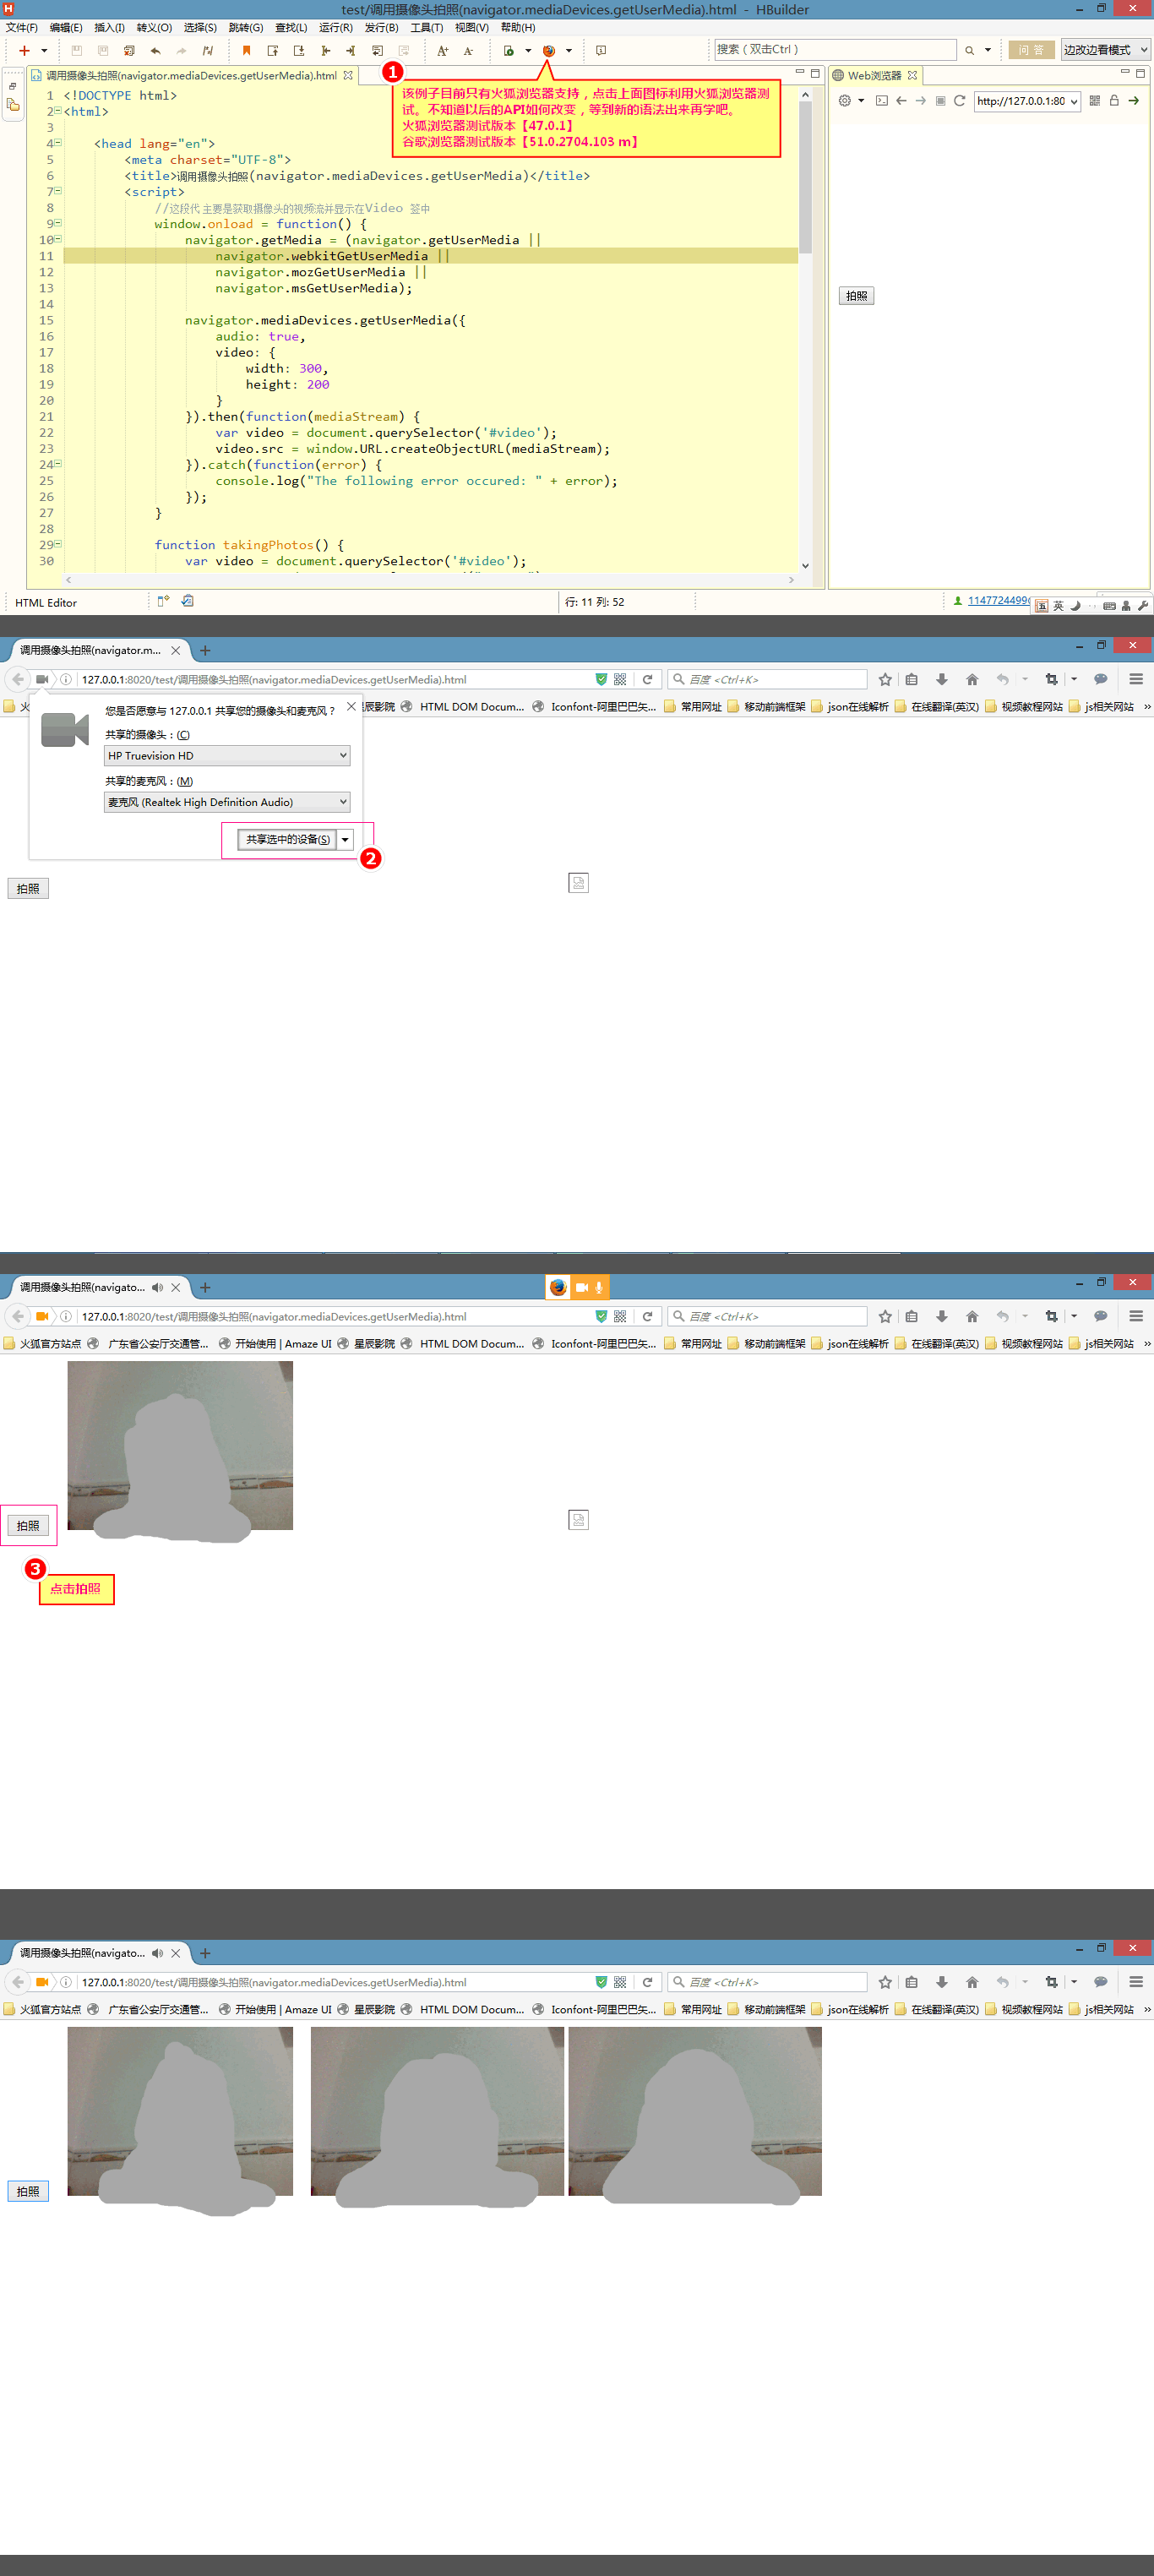 test/调用摄像头拍照(navigator.mediaDevices.getUserMedia).html - HBuilder
文件(F) 编辑(E) 插入(I) 转义(O) 选择(S) 跳转(G) 查找(L) 运行(R) 发行(B) 工具(T) 视图(V) 帮助(H)
搜索（双击Ctrl）
问 答
边改边看模式
调用摄像头拍照(navigator.mediaDevices.getUserMedia).html
Web浏览器
http://127.0.0.1:80
1
该例子目前只有火狐浏览器支持，点击上面图标利用火狐浏览器测
试。不知道以后的API如何改变，等到新的语法出来再学吧。
火狐浏览器测试版本【47.0.1】
谷歌浏览器测试版本【51.0.2704.103 m】
1 <!DOCTYPE html>
2 <html>
3
4 <head lang="en">
5 <meta charset="UTF-8">
6 <title>调用摄像头拍照(navigator.mediaDevices.getUserMedia)</title>
7 <script>
8 //这段代 主要是获取摄像头的视频流并显示在Video 签中
9 window.onload = function() {
10 navigator.getMedia = (navigator.getUserMedia ||
11 navigator.webkitGetUserMedia ||
12 navigator.mozGetUserMedia ||
13 navigator.msGetUserMedia);
14
15 navigator.mediaDevices.getUserMedia({
16 audio: true,
17 video: {
18 width: 300,
19 height: 200
20 }
21 }).then(function(mediaStream) {
22 var video = document.querySelector('#video');
23 video.src = window.URL.createObjectURL(mediaStream);
24 }).catch(function(error) {
25 console.log("The following error occured: " + error);
26 });
27 }
28
29 function takingPhotos() {
30 var video = document.querySelector('#video');
拍照
HTML Editor
行: 11 列: 52
1147724499
五 英
调用摄像头拍照(navigator.m...
127.0.0.1:8020/test/调用摄像头拍照(navigator.mediaDevices.getUserMedia).html
百度 <Ctrl+K>
火 星辰影院 HTML DOM Docum... Iconfont-阿里巴巴矢... 常用网址 移动前端框架 json在线解析 在线翻译(英汉) 视频教程网站 js相关网站 »
您是否愿意与 127.0.0.1 共享您的摄像头和麦克风？
共享的摄像头：(C)
HP Truevision HD
共享的麦克风：(M)
麦克风 (Realtek High Definition Audio)
共享选中的设备(S)
2
拍照
调用摄像头拍照(navigato...
127.0.0.1:8020/test/调用摄像头拍照(navigator.mediaDevices.getUserMedia).html
百度 <Ctrl+K>
火狐官方站点 广东省公安厅交通管... 开始使用 | Amaze UI 星辰影院 HTML DOM Docum... Iconfont-阿里巴巴矢... 常用网址 移动前端框架 json在线解析 在线翻译(英汉) 视频教程网站 js相关网站 »
拍照
3
点击拍照
调用摄像头拍照(navigato...
127.0.0.1:8020/test/调用摄像头拍照(navigator.mediaDevices.getUserMedia).html
百度 <Ctrl+K>
火狐官方站点 广东省公安厅交通管... 开始使用 | Amaze UI 星辰影院 HTML DOM Docum... Iconfont-阿里巴巴矢... 常用网址 移动前端框架 json在线解析 在线翻译(英汉) 视频教程网站 js相关网站 »
拍照